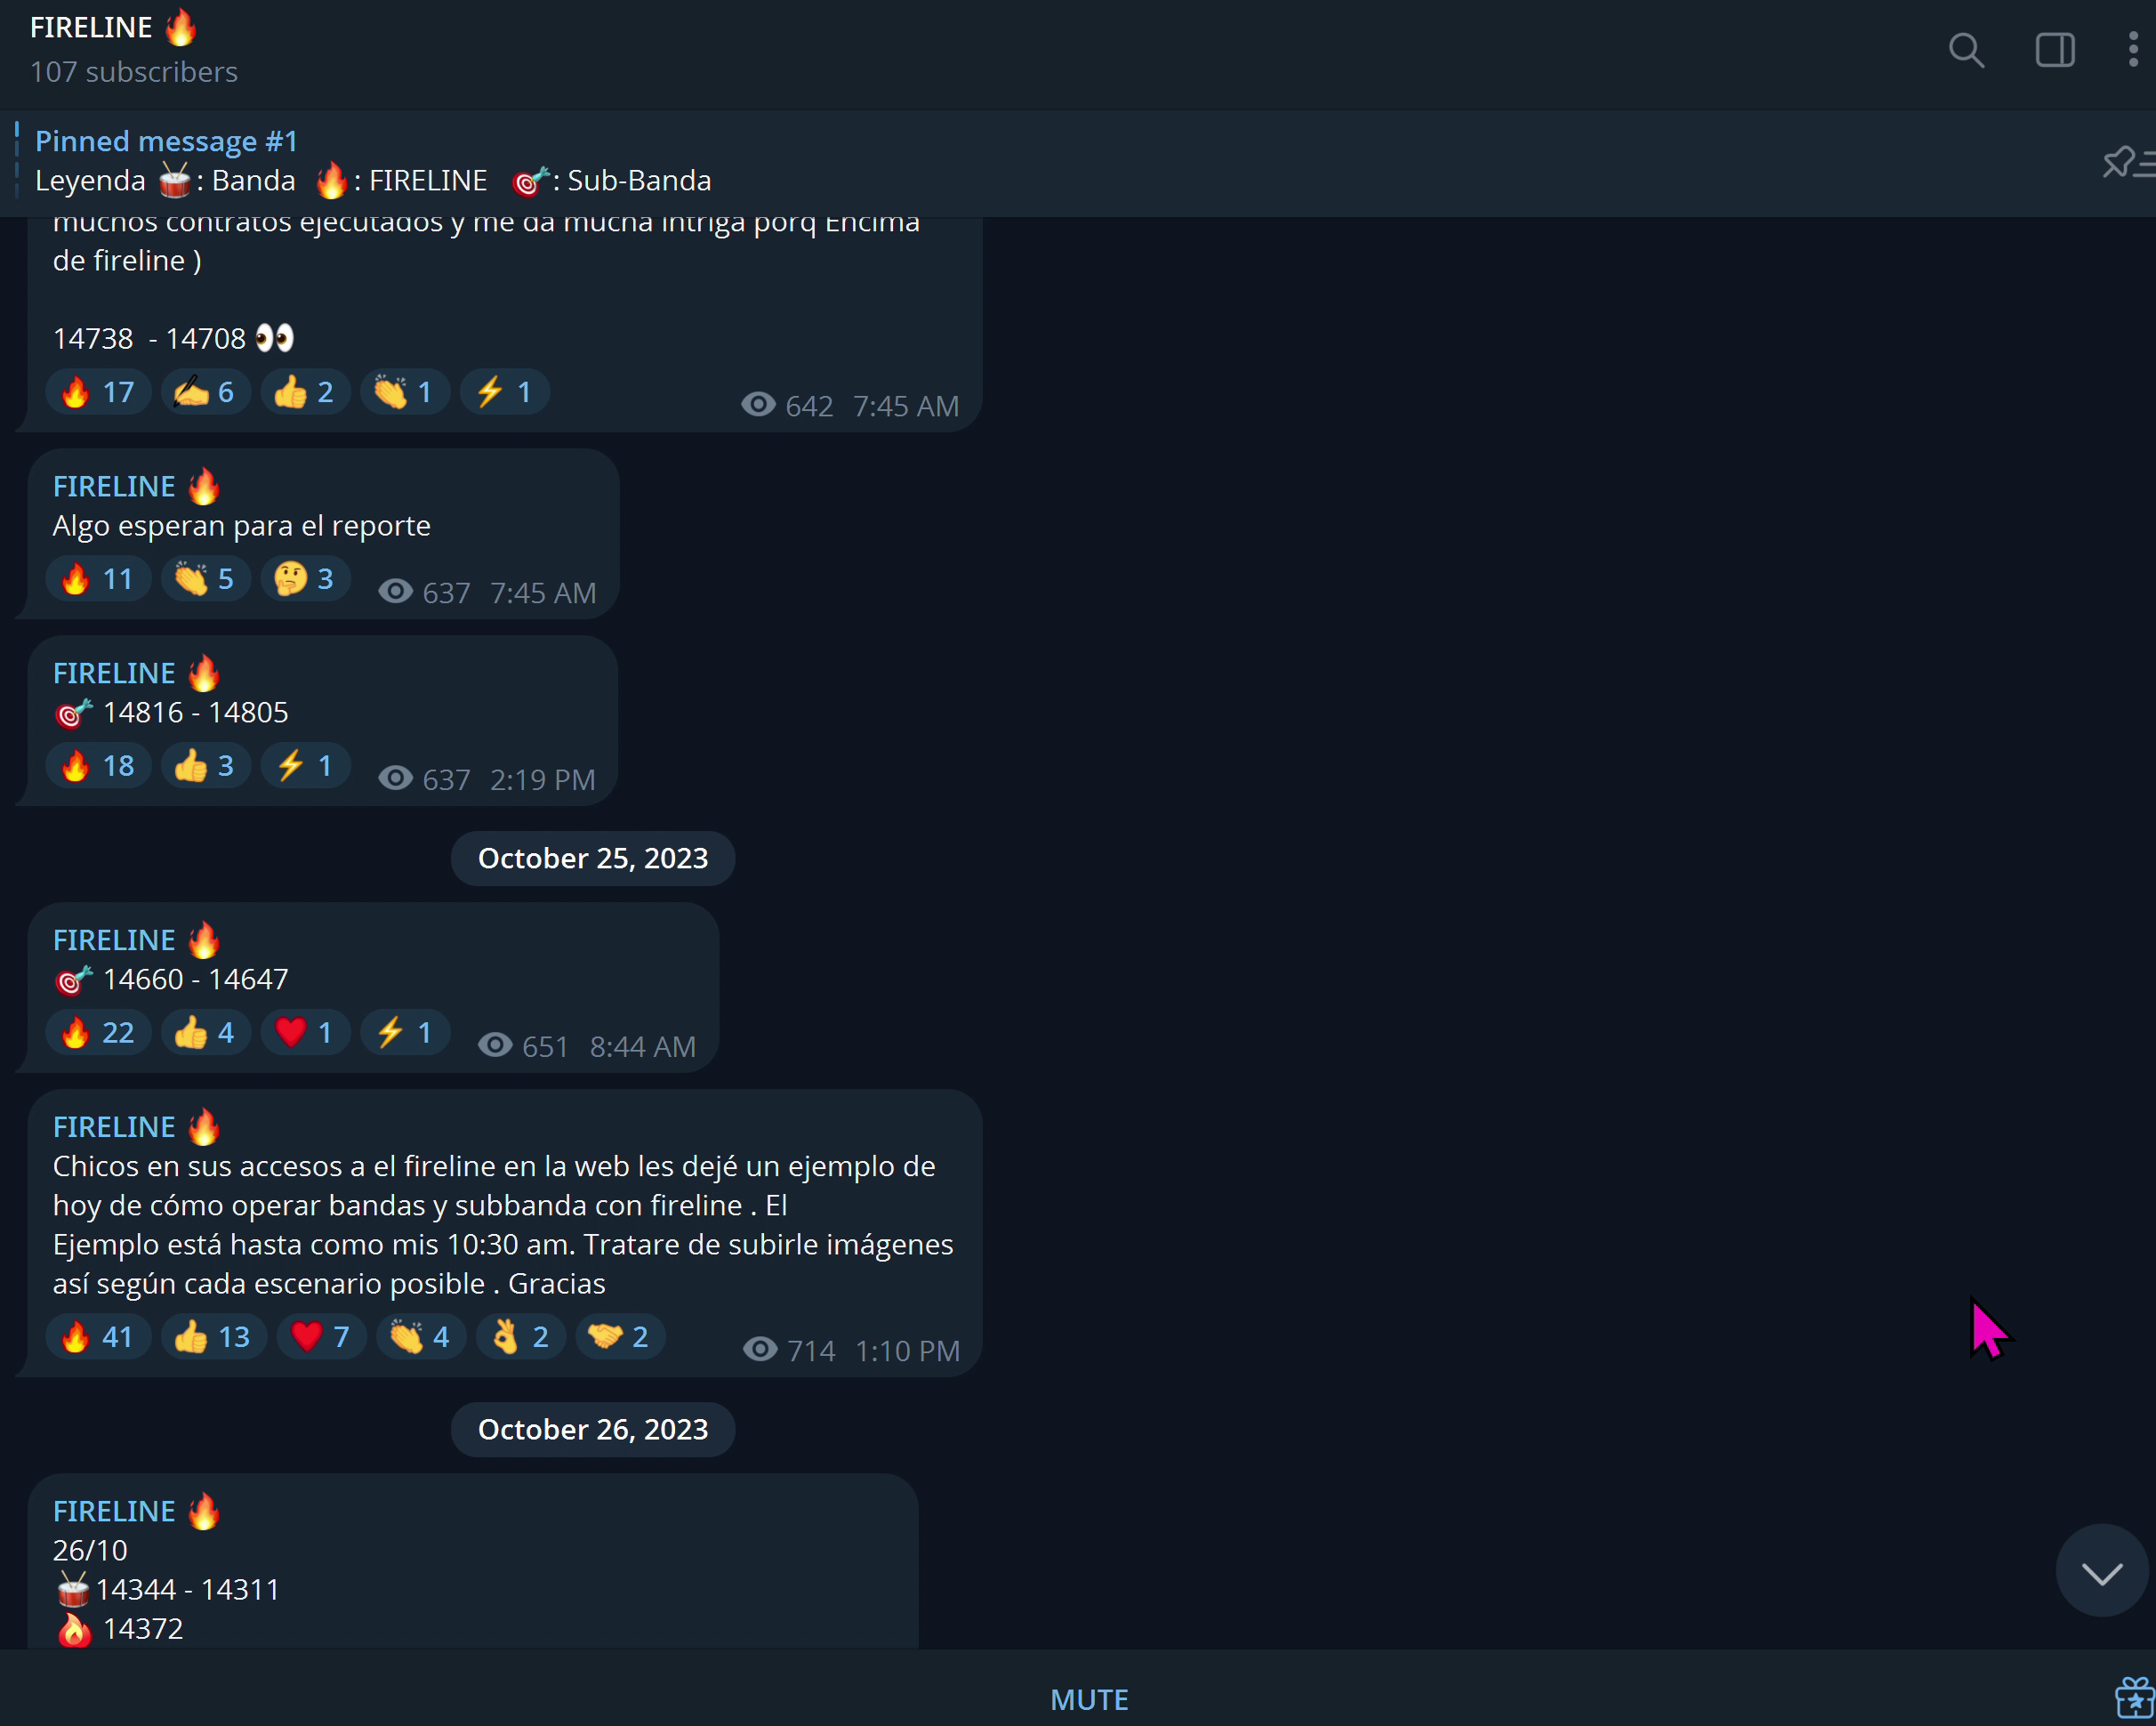 FIRELINE 🔥
107 subscribers
Pinned message #1
Leyenda 🥁: Banda 🔥: FIRELINE 🎯: Sub-Banda
muchos contratos ejecutados y me da mucha intriga porq Encima
de fireline )
14738 - 14708 👀
🔥 17 ✍️ 6 👍 2 👏 1 ⚡ 1 642 7:45 AM
FIRELINE 🔥
Algo esperan para el reporte
🔥 11 👏 5 🤔 3 637 7:45 AM
FIRELINE 🔥
🎯 14816 - 14805
🔥 18 👍 3 ⚡ 1 637 2:19 PM
October 25, 2023
FIRELINE 🔥
🎯 14660 - 14647
🔥 22 👍 4 ❤️ 1 ⚡ 1 651 8:44 AM
FIRELINE 🔥
Chicos en sus accesos a el fireline en la web les dejé un ejemplo de
hoy de cómo operar bandas y subbanda con fireline . El
Ejemplo está hasta como mis 10:30 am. Tratare de subirle imágenes
así según cada escenario posible . Gracias
🔥 41 👍 13 ❤️ 7 👏 4 👌 2 🤝 2 714 1:10 PM
October 26, 2023
FIRELINE 🔥
26/10
🥁 14344 - 14311
🔥 14372
MUTE